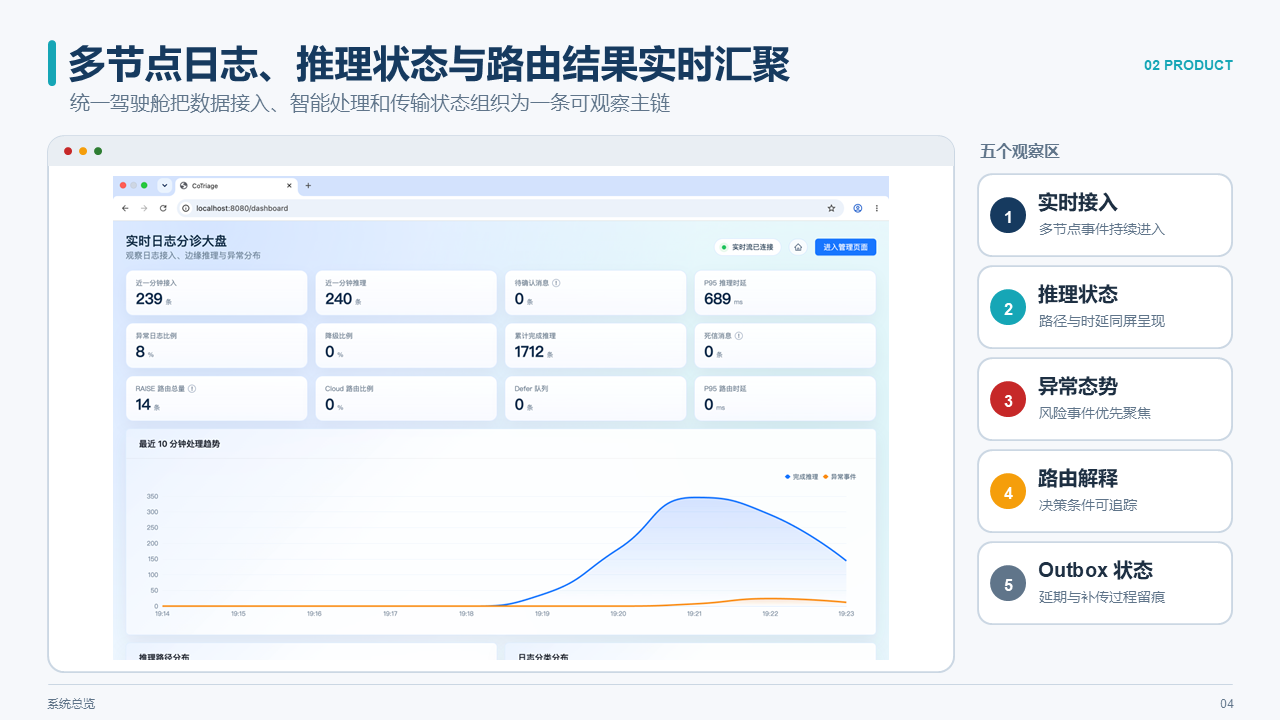 多节点日志、推理状态与路由结果实时汇聚
02 PRODUCT
统一驾驶舱把数据接入、智能处理和传输状态组织为一条可观察主链
CoTriage
localhost:8080/dashboard
实时日志分诊大盘
观察日志接入、边缘推理与异常分布
实时流已连接
进入管理页面
近一分钟接入
239 条
近一分钟推理
240 条
待确认消息
0 条
P95 推理时延
689 ms
异常日志比例
8 %
降级比例
0 %
累计完成推理
1712 条
死信消息
0 条
RAISE 路由总量
14 条
Cloud 路由比例
0 %
Defer 队列
0 条
P95 路由时延
0 ms
最近 10 分钟处理趋势
完成推理 异常事件
350
300
250
200
150
100
50
0
19:14 19:15 19:16 19:17 19:18 19:19 19:20 19:21 19:22 19:23
推理路径分布
日志分类分布
五个观察区
1
实时接入
多节点事件持续进入
2
推理状态
路径与时延同屏呈现
3
异常态势
风险事件优先聚焦
4
路由解释
决策条件可追踪
5
Outbox 状态
延期与补传过程留痕
系统总览
04